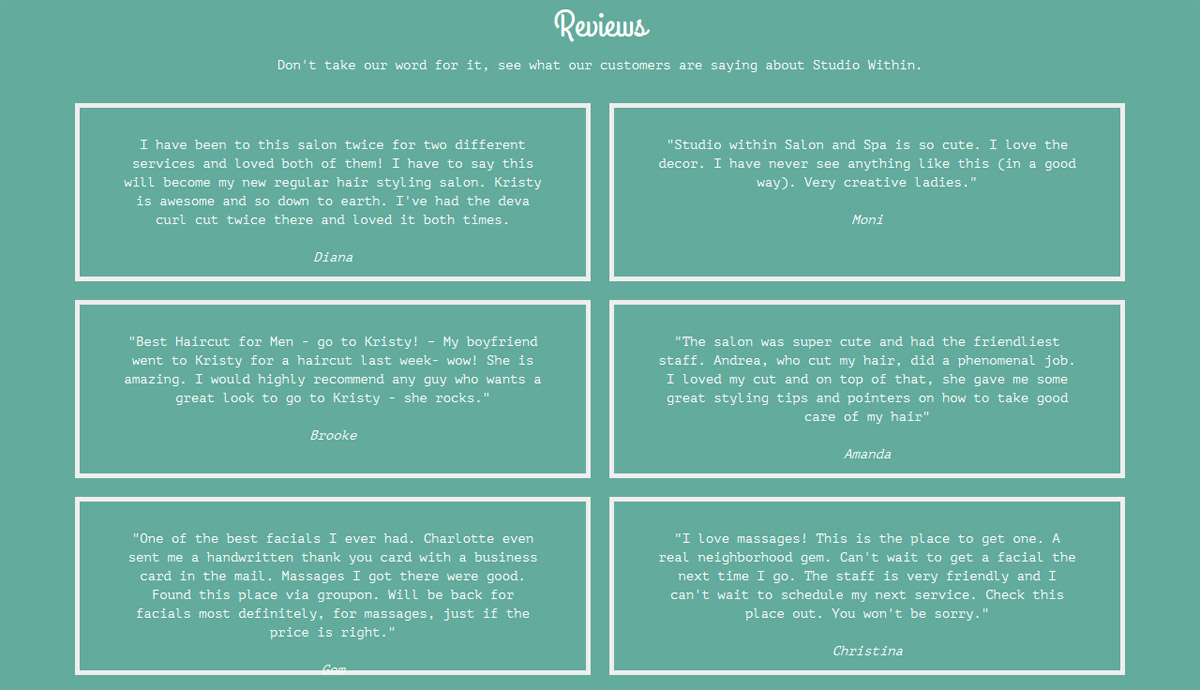 Reviews
Don't take our word for it, see what our customers are saying about Studio Within.
I have been to this salon twice for two different
services and loved both of them! I have to say this
will become my new regular hair styling salon. Kristy
is awesome and so down to earth. I've had the deva
curl cut twice there and loved it both times.
Diana
"Studio within Salon and Spa is so cute. I love the
decor. I have never see anything like this (in a good
way). Very creative ladies."
Moni
"Best Haircut for Men - go to Kristy! – My boyfriend
went to Kristy for a haircut last week- wow! She is
amazing. I would highly recommend any guy who wants a
great look to go to Kristy - she rocks."
Brooke
"The salon was super cute and had the friendliest
staff. Andrea, who cut my hair, did a phenomenal job.
I loved my cut and on top of that, she gave me some
great styling tips and pointers on how to take good
care of my hair"
Amanda
"One of the best facials I ever had. Charlotte even
sent me a handwritten thank you card with a business
card in the mail. Massages I got there were good.
Found this place via groupon. Will be back for
facials most definitely, for massages, just if the
price is right."
"I love massages! This is the place to get one. A
real neighborhood gem. Can't wait to get a facial the
next time I go. The staff is very friendly and I
can't wait to schedule my next service. Check this
place out. You won't be sorry."
Christina